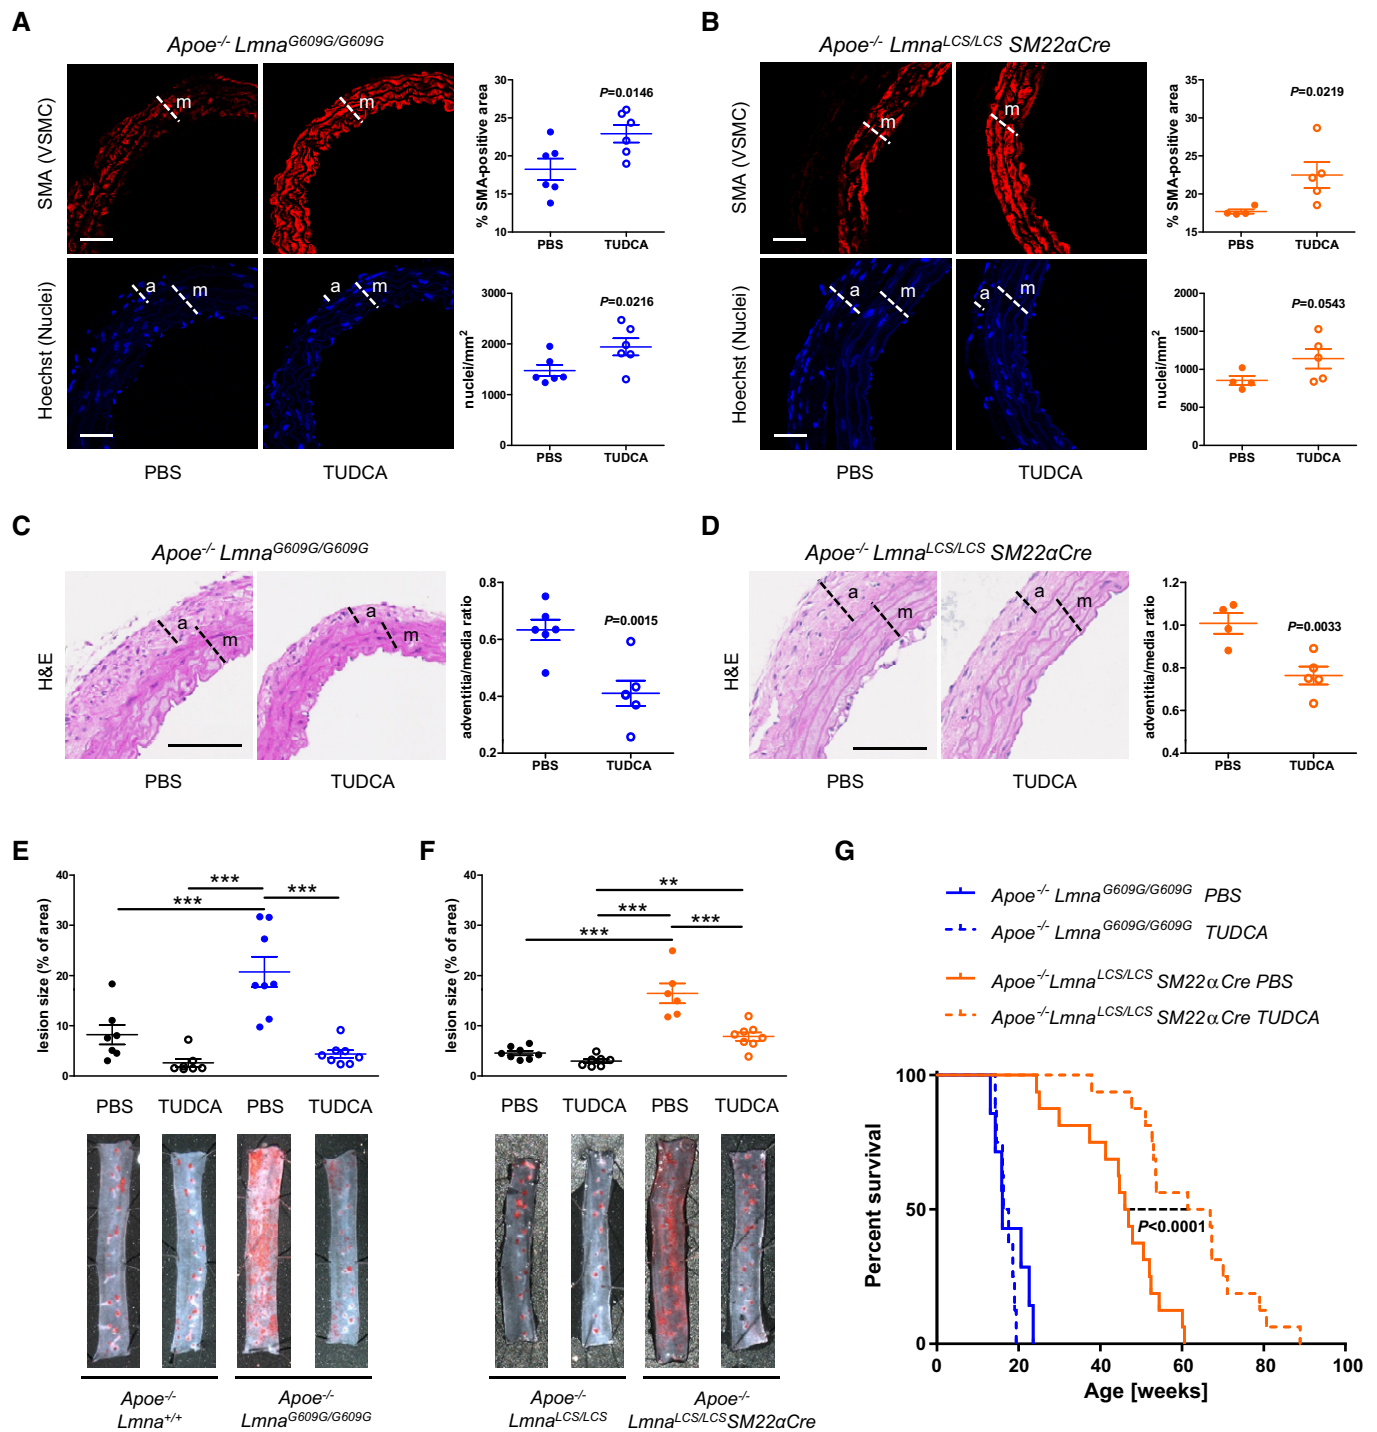 A
Apoe-/- LmnaG609G/G609G
SMA (VSMC)
m
m
% SMA-positive area
30
25
20
15
10
P=0.0146
PBS
TUDCA
Hoechst (Nuclei)
a
m
a
m
nuclei/mm2
3000
2000
1000
0
P=0.0216
PBS
TUDCA
PBS
TUDCA
B
Apoe-/- LmnaLCS/LCS SM22αCre
SMA (VSMC)
m
m
% SMA-positive area
35
30
25
20
15
P=0.0219
PBS
TUDCA
Hoechst (Nuclei)
a
m
a
m
nuclei/mm2
2000
1500
1000
500
0
P=0.0543
PBS
TUDCA
PBS
TUDCA
C
Apoe-/- LmnaG609G/G609G
H&E
a
m
a
m
PBS
TUDCA
adventitia/media ratio
0.8
0.6
0.4
0.2
P=0.0015
PBS
TUDCA
D
Apoe-/- LmnaLCS/LCS SM22αCre
H&E
a
m
a
m
PBS
TUDCA
adventitia/media ratio
1.2
1.0
0.8
0.6
0.4
P=0.0033
PBS
TUDCA
E
lesion size (% of area)
40
30
20
10
0
***
***
***
PBS
TUDCA
PBS
TUDCA
Apoe-/-
Lmna+/+
Apoe-/-
LmnaG609G/G609G
F
lesion size (% of area)
40
30
20
10
0
**
***
***
***
PBS
TUDCA
PBS
TUDCA
Apoe-/-
LmnaLCS/LCS
Apoe-/-
LmnaLCS/LCSSM22αCre
G
Apoe-/- LmnaG609G/G609G PBS
Apoe-/- LmnaG609G/G609G TUDCA
Apoe-/-LmnaLCS/LCS SM22αCre PBS
Apoe-/-LmnaLCS/LCS SM22αCre TUDCA
Percent survival
100
50
0
P<0.0001
0
20
40
60
80
100
Age [weeks]